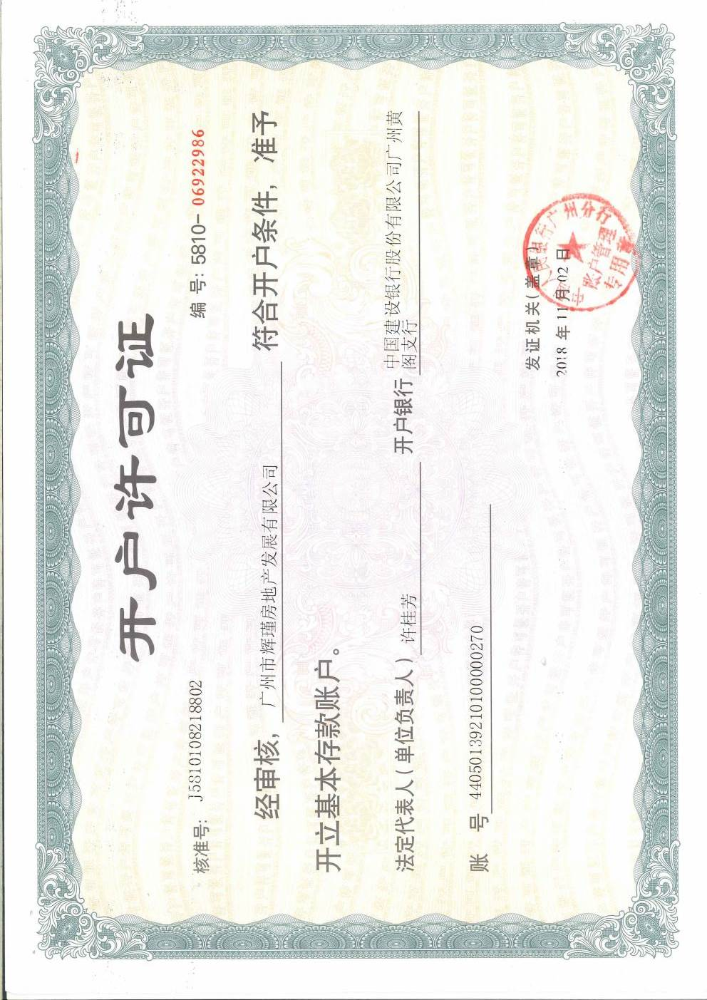 开户许可证
核准号: J5810108218802 编 号: 5810- 06922986
经审核, 广州市辉瑾房地产发展有限公司 符合开户条件, 准予
开立基本存款账户。
法定代表人(单位负责人) 许桂芳 开户银行 中国建设银行股份有限公司广州黄
阁支行
账 号 44050139210100000270
发证机关(盖章)
2018 年 11 月 02 日
人民银行广州分行
账户管理
专用章